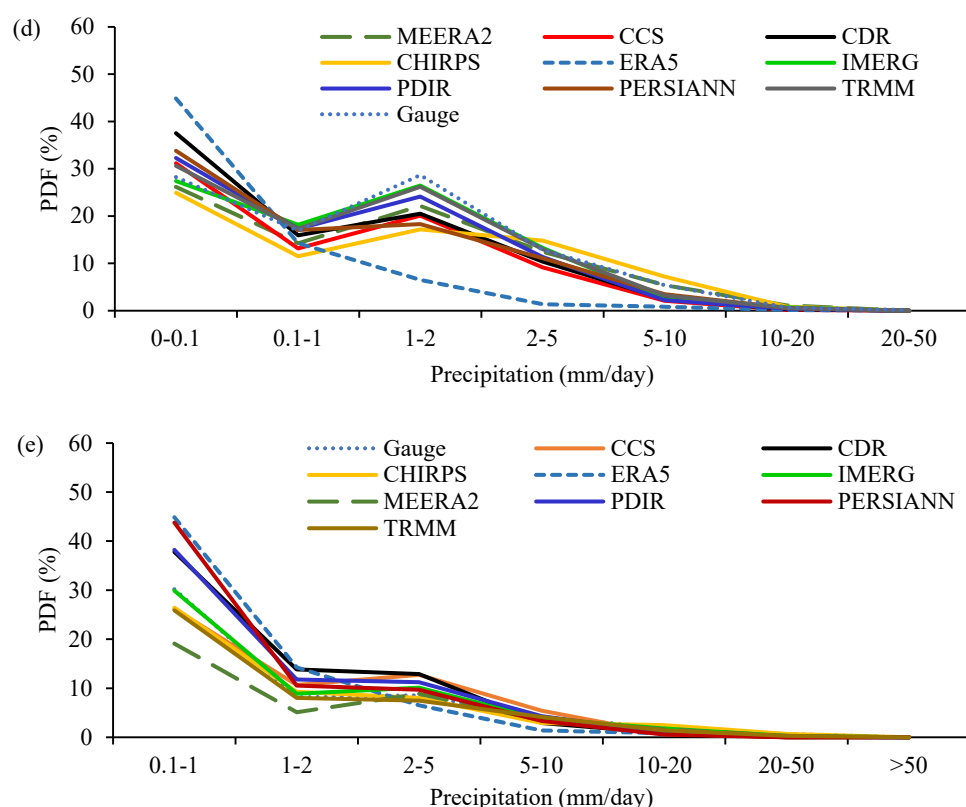 (d)
MEERA2 CCS CDR
CHIRPS ERA5 IMERG
PDIR PERSIANN TRMM
Gauge
60
50
40
30
20
10
0
PDF (%)
0-0.1 0.1-1 1-2 2-5 5-10 10-20 20-50
Precipitation (mm/day)
(e)
Gauge CCS CDR
CHIRPS ERA5 IMERG
MEERA2 PDIR PERSIANN
TRMM
60
50
40
30
20
10
0
PDF (%)
0.1-1 1-2 2-5 5-10 10-20 20-50 >50
Precipitation (mm/day)